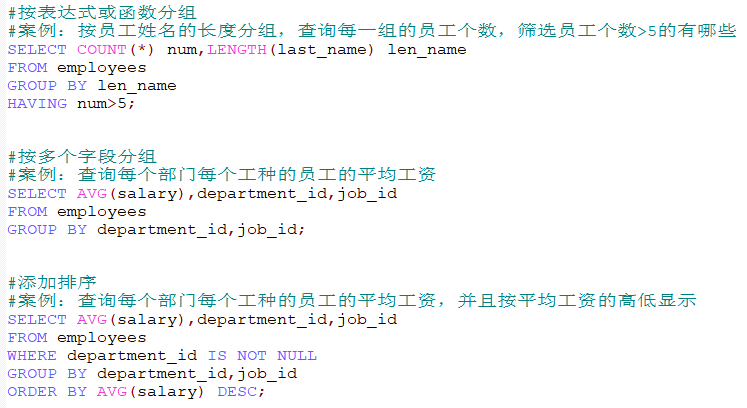 #按表达式或函数分组
#案例：按员工姓名的长度分组，查询每一组的员工个数，筛选员工个数>5的有哪些
SELECT COUNT(*) num,LENGTH(last_name) len_name
FROM employees
GROUP BY len_name
HAVING num>5;
#按多个字段分组
#案例：查询每个部门每个工种的员工的平均工资
SELECT AVG(salary),department_id,job_id
FROM employees
GROUP BY department_id,job_id;
#添加排序
#案例：查询每个部门每个工种的员工的平均工资，并且按平均工资的高低显示
SELECT AVG(salary),department_id,job_id
FROM employees
WHERE department_id IS NOT NULL
GROUP BY department_id,job_id
ORDER BY AVG(salary) DESC;